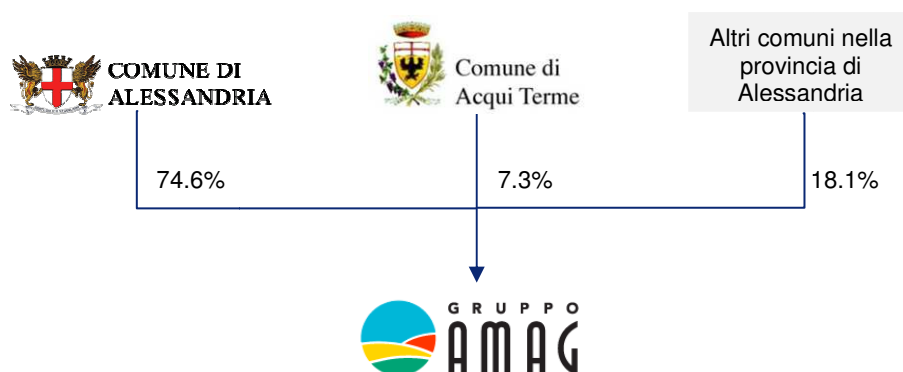 COMUNE DI
ALESSANDRIA
Comune di
Acqui Terme
Altri comuni nella
provincia di
Alessandria
74.6%
7.3%
18.1%
GRUPPO
AMAG